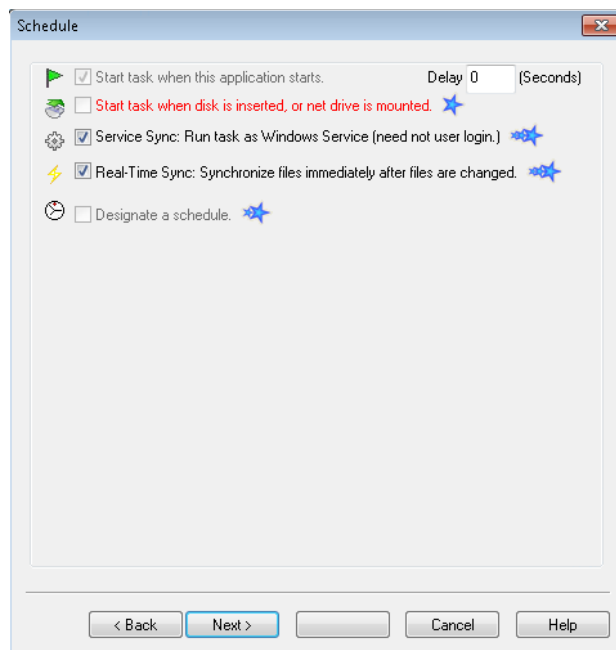 Schedule
Start task when this application starts. Delay 0 (Seconds)
Start task when disk is inserted, or net drive is mounted.
Service Sync: Run task as Windows Service (need not user login.)
Real-Time Sync: Synchronize files immediately after files are changed.
Designate a schedule.
< Back Next > Cancel Help